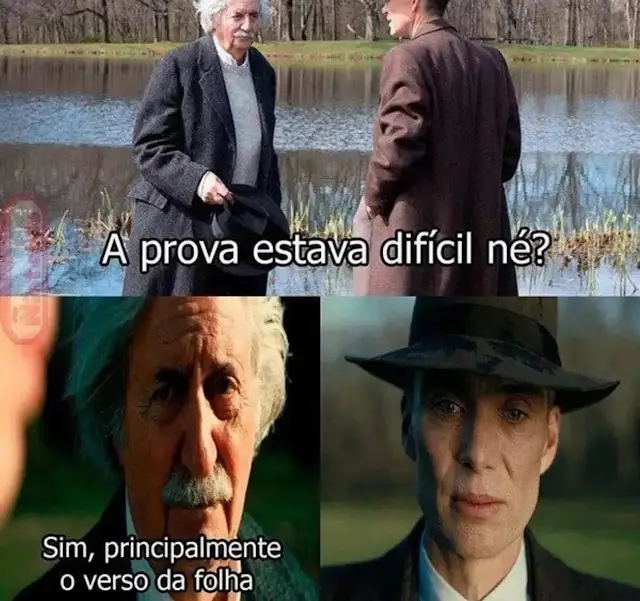 A prova estava difícil né?
Sim, principalmente
o verso da folha